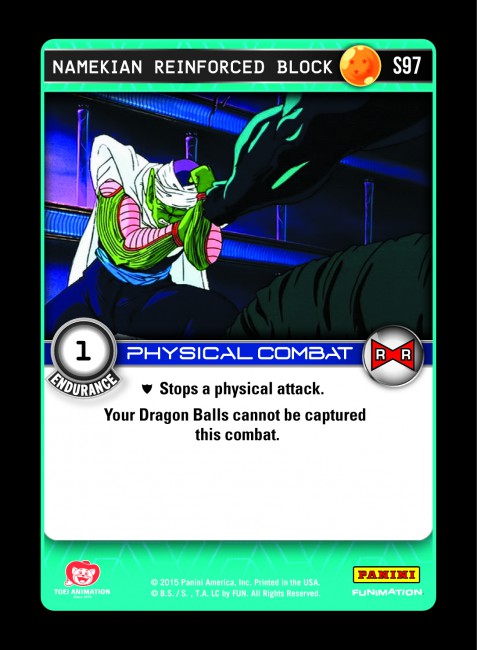 NAMEKIAN REINFORCED BLOCK S97
1
ENDURANCE
PHYSICAL COMBAT
R R
Stops a physical attack.
Your Dragon Balls cannot be captured
this combat.
TOEI ANIMATION
© 2015 Panini America, Inc. Printed in the USA.
© B.S. / S. , T.A. LC by FUN. All Rights Reserved.
PANINI
FUNIMATION